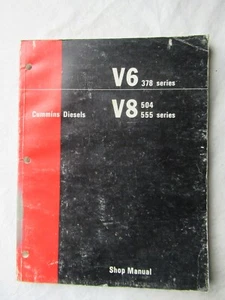 V6 378 series
Cummins Diesels V8 504
555 series
Shop Manual